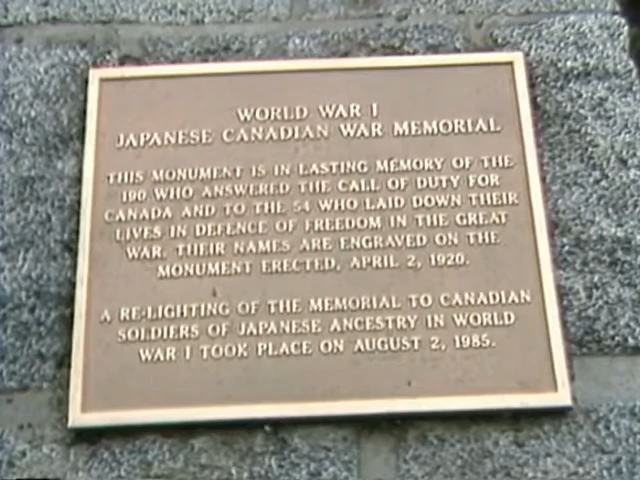 WORLD WAR I
JAPANESE CANADIAN WAR MEMORIAL
THIS MONUMENT IS IN LASTING MEMORY OF THE
190 WHO ANSWERED THE CALL OF DUTY FOR
CANADA AND TO THE 54 WHO LAID DOWN THEIR
LIVES IN DEFENCE OF FREEDOM IN THE GREAT
WAR. THEIR NAMES ARE ENGRAVED ON THE
MONUMENT ERECTED, APRIL 2, 1920.
A RE-LIGHTING OF THE MEMORIAL TO CANADIAN
SOLDIERS OF JAPANESE ANCESTRY IN WORLD
WAR I TOOK PLACE ON AUGUST 2, 1985.